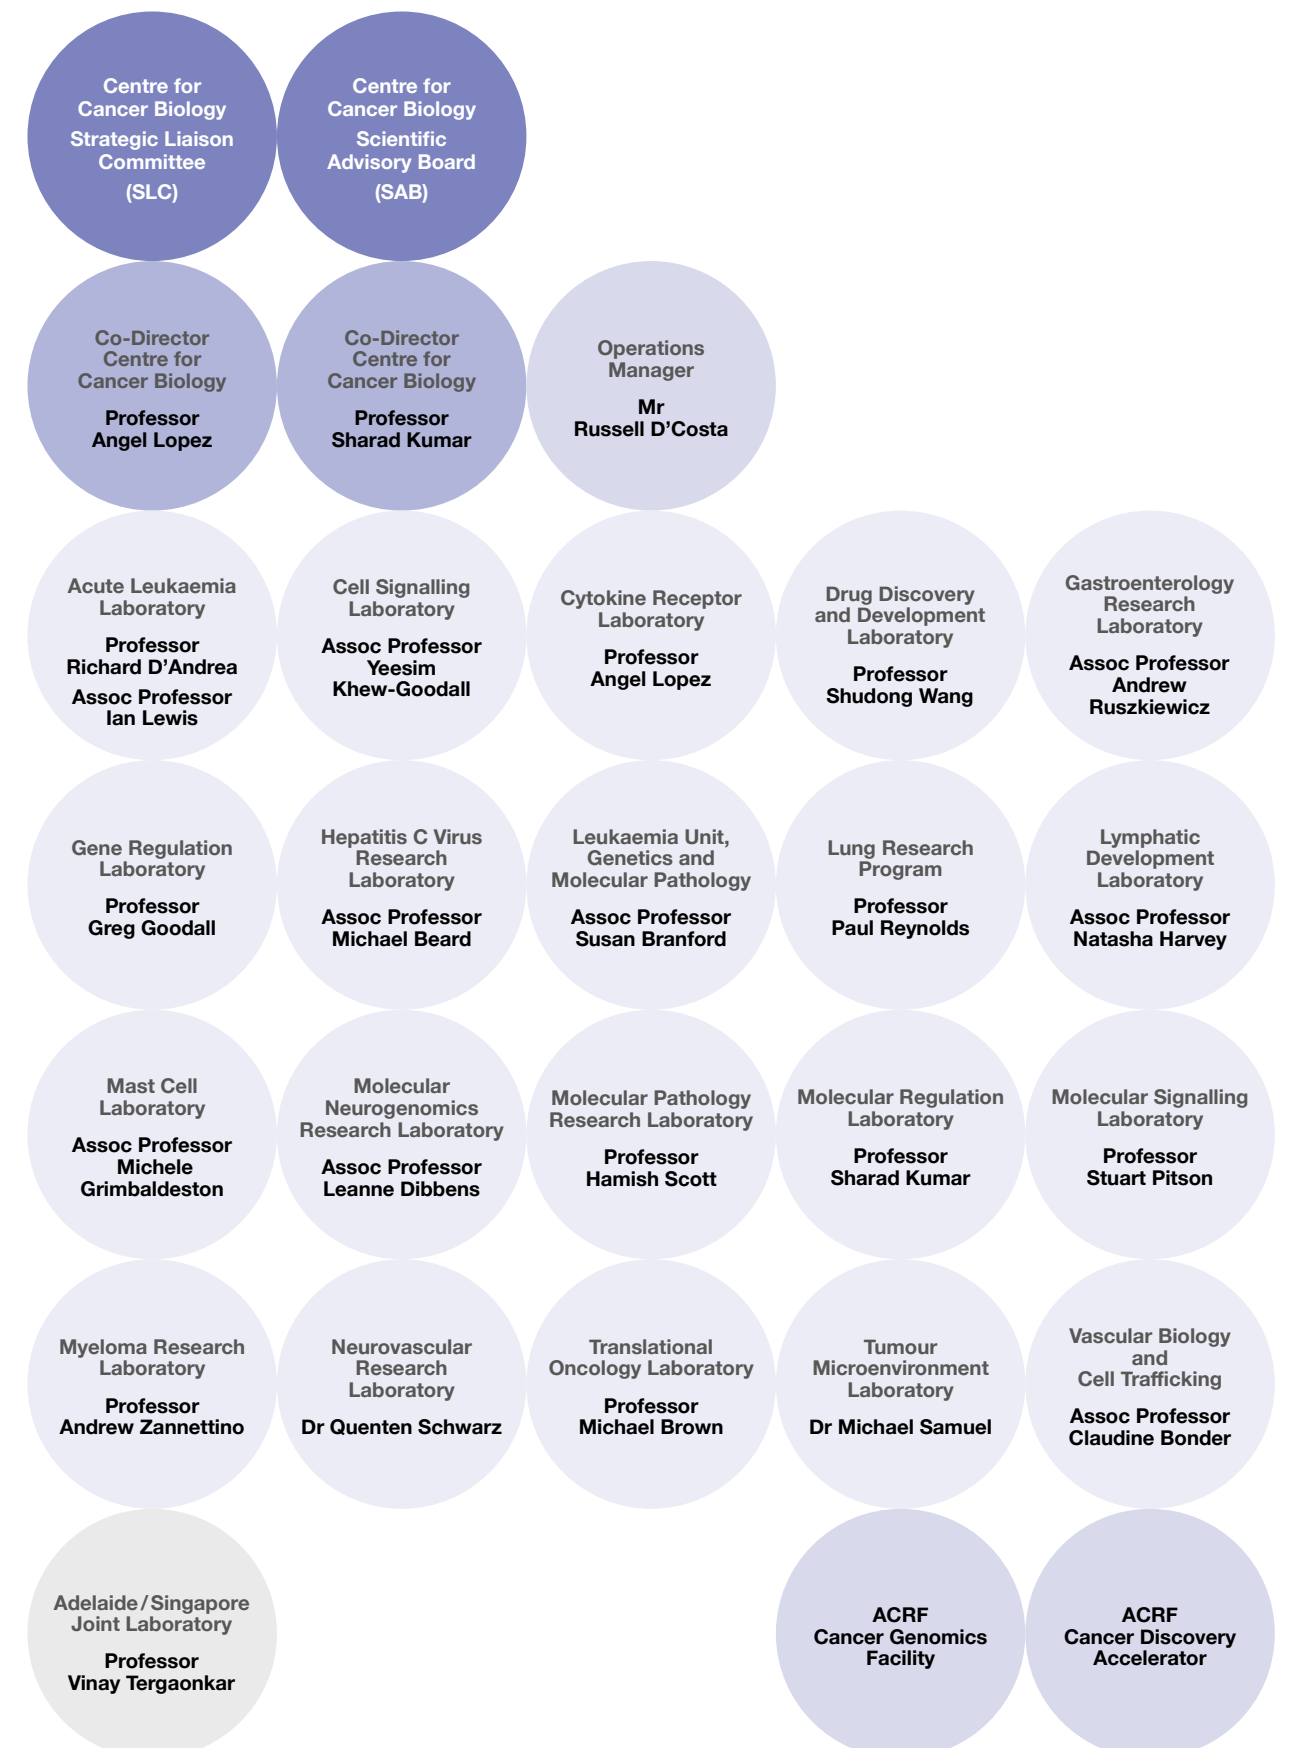 Centre for
Cancer Biology
Strategic Liaison
Committee
(SLC)
Centre for
Cancer Biology
Scientific
Advisory Board
(SAB)
Co-Director
Centre for
Cancer Biology
Professor
Angel Lopez
Co-Director
Centre for
Cancer Biology
Professor
Sharad Kumar
Operations
Manager
Mr
Russell D’Costa
Acute Leukaemia
Laboratory
Professor
Richard D’Andrea
Assoc Professor
Ian Lewis
Cell Signalling
Laboratory
Assoc Professor
Yeesim
Khew-Goodall
Cytokine Receptor
Laboratory
Professor
Angel Lopez
Drug Discovery
and Development
Laboratory
Professor
Shudong Wang
Gastroenterology
Research
Laboratory
Assoc Professor
Andrew
Ruszkiewicz
Gene Regulation
Laboratory
Professor
Greg Goodall
Hepatitis C Virus
Research
Laboratory
Assoc Professor
Michael Beard
Leukaemia Unit,
Genetics and
Molecular Pathology
Assoc Professor
Susan Branford
Lung Research
Program
Professor
Paul Reynolds
Lymphatic
Development
Laboratory
Assoc Professor
Natasha Harvey
Mast Cell
Laboratory
Assoc Professor
Michele
Grimbaldeston
Molecular
Neurogenomics
Research Laboratory
Assoc Professor
Leanne Dibbens
Molecular Pathology
Research Laboratory
Professor
Hamish Scott
Molecular Regulation
Laboratory
Professor
Sharad Kumar
Molecular Signalling
Laboratory
Professor
Stuart Pitson
Myeloma Research
Laboratory
Professor
Andrew Zannettino
Neurovascular
Research
Laboratory
Dr Quenten Schwarz
Translational
Oncology Laboratory
Professor
Michael Brown
Tumour
Microenvironment
Laboratory
Dr Michael Samuel
Vascular Biology
and
Cell Trafficking
Assoc Professor
Claudine Bonder
Adelaide/Singapore
Joint Laboratory
Professor
Vinay Tergaonkar
ACRF
Cancer Genomics
Facility
ACRF
Cancer Discovery
Accelerator